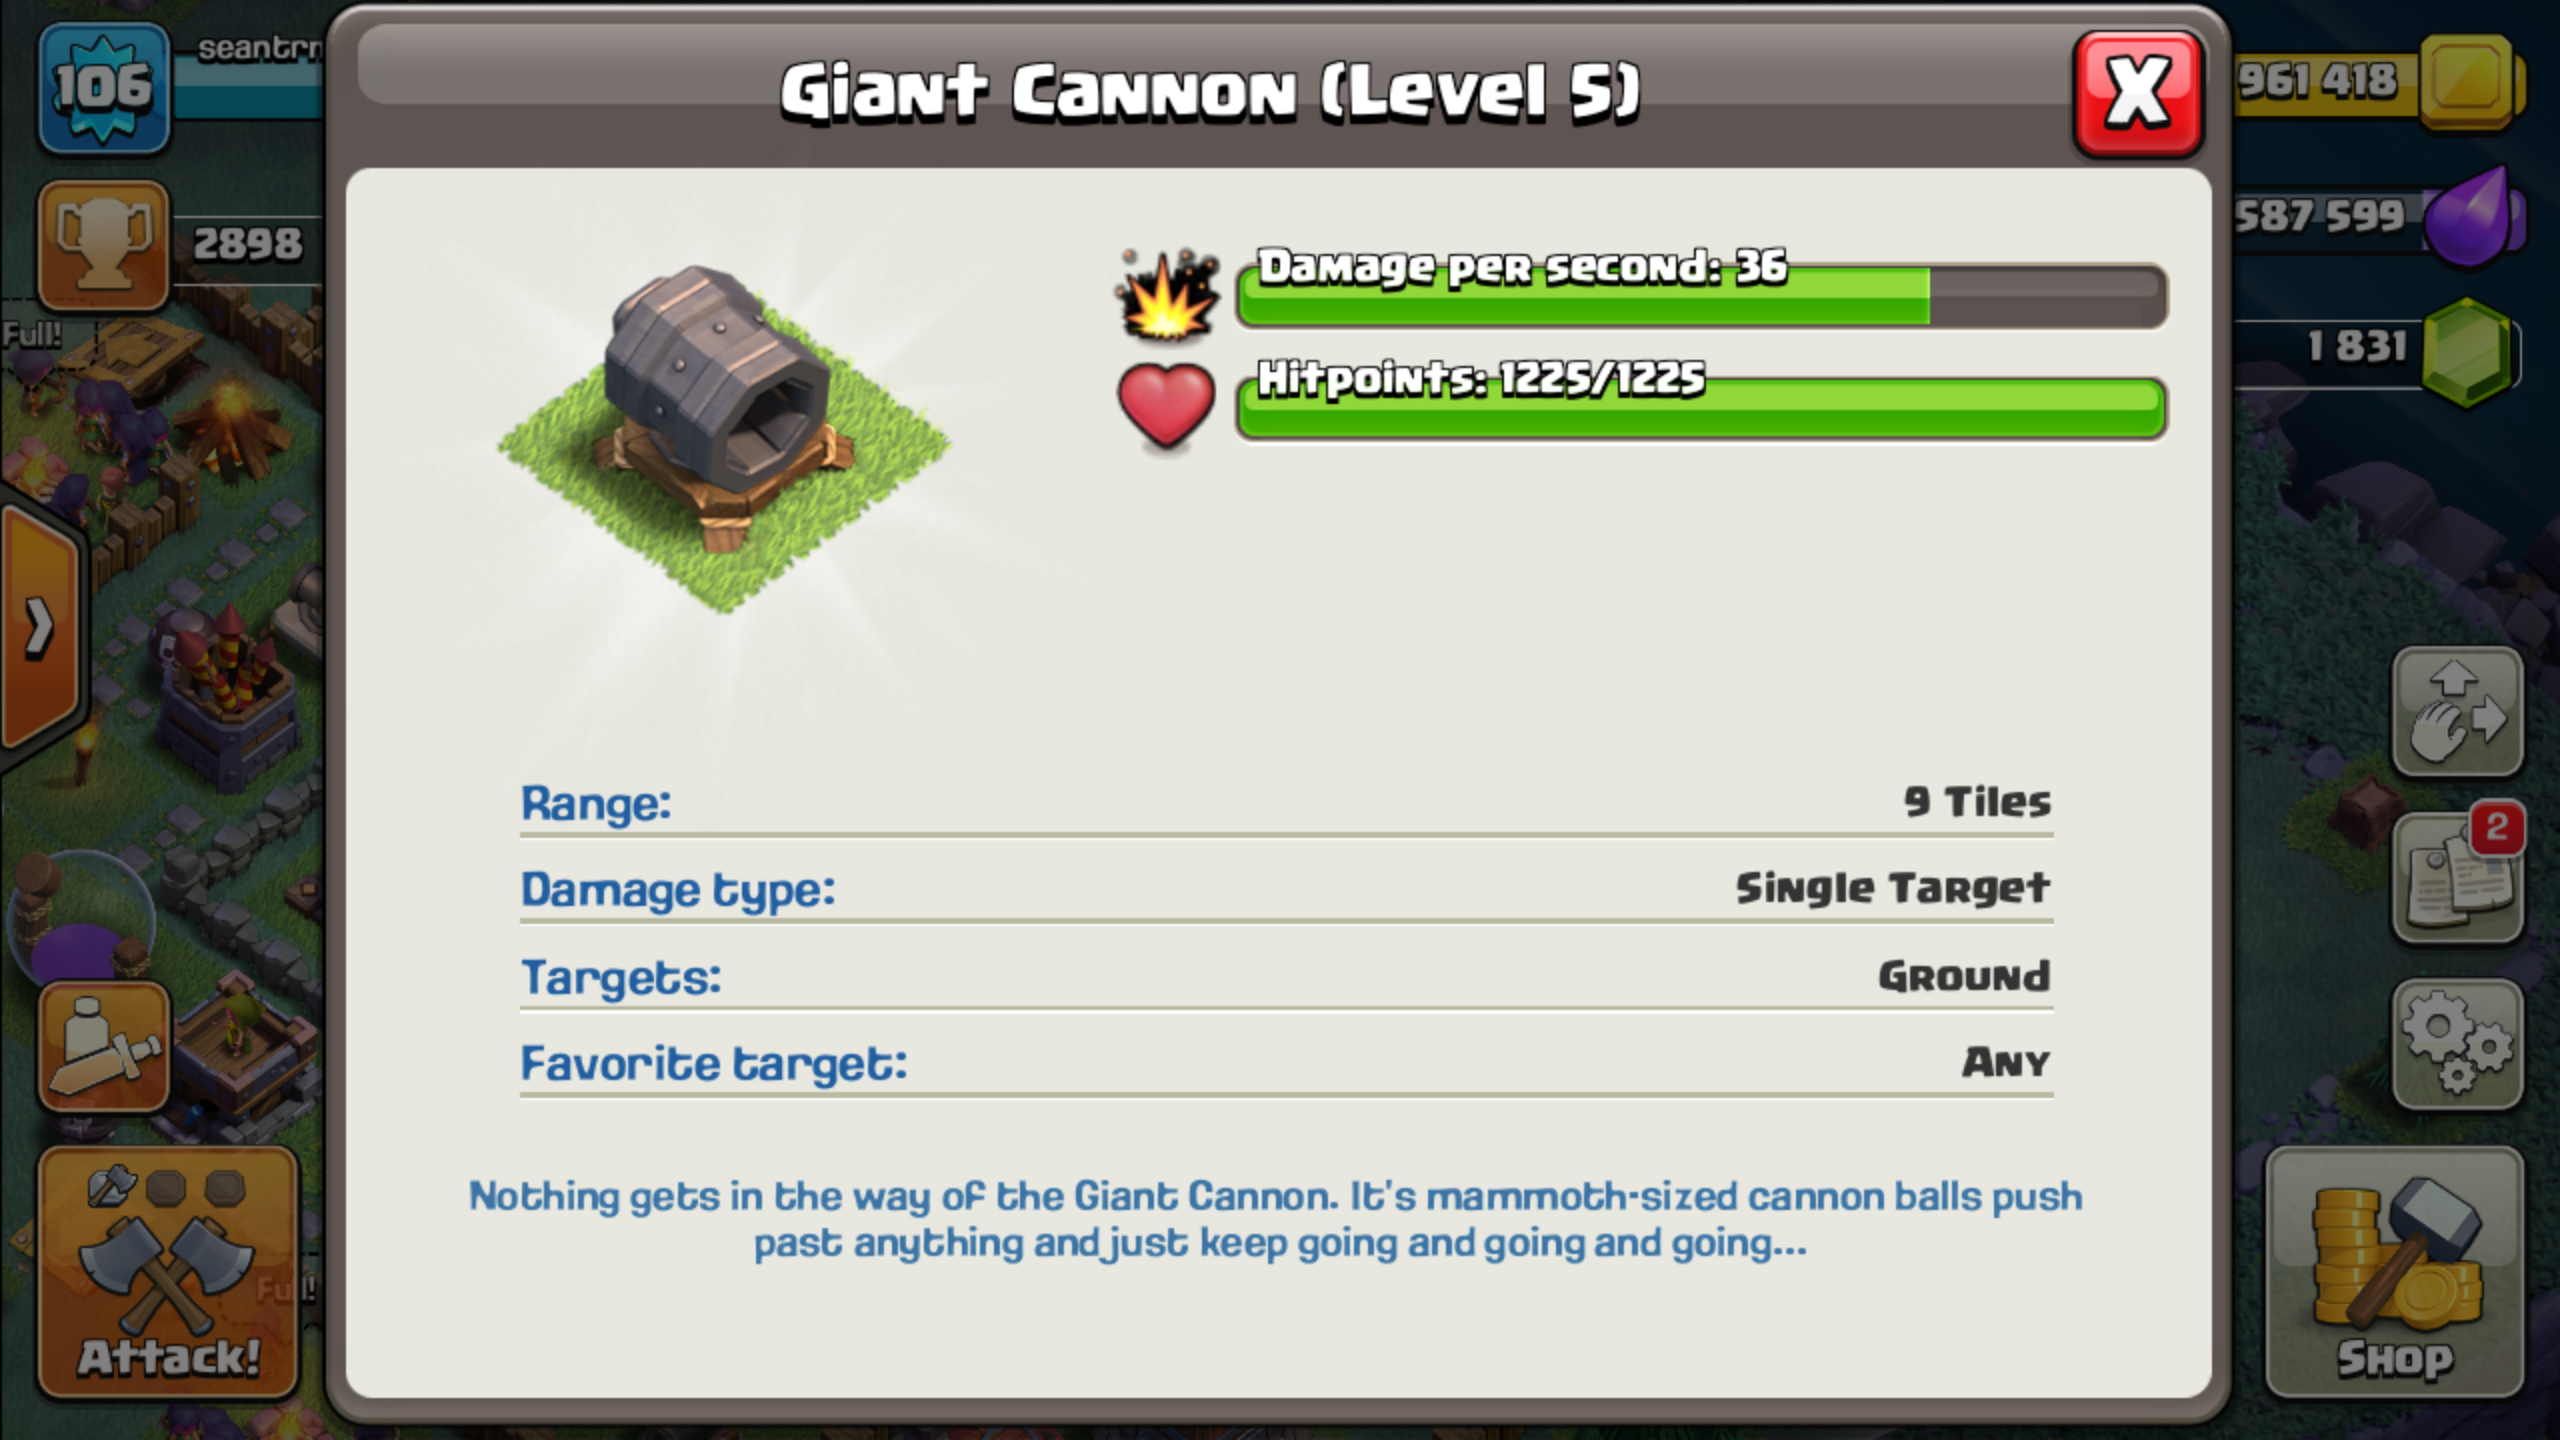 106
seantrn
Giant Cannon (Level 5)
X
961 418
2898
Damage per second: 36
587 599
Full!
Hitpoints: 1225/1225
1 831
Range:
9 Tiles
Damage type:
Single Target
2
Targets:
Ground
Favorite target:
Any
Nothing gets in the way of the Giant Cannon. It's mammoth-sized cannon balls push
past anything and just keep going and going and going...
Full!
Attack!
Shop